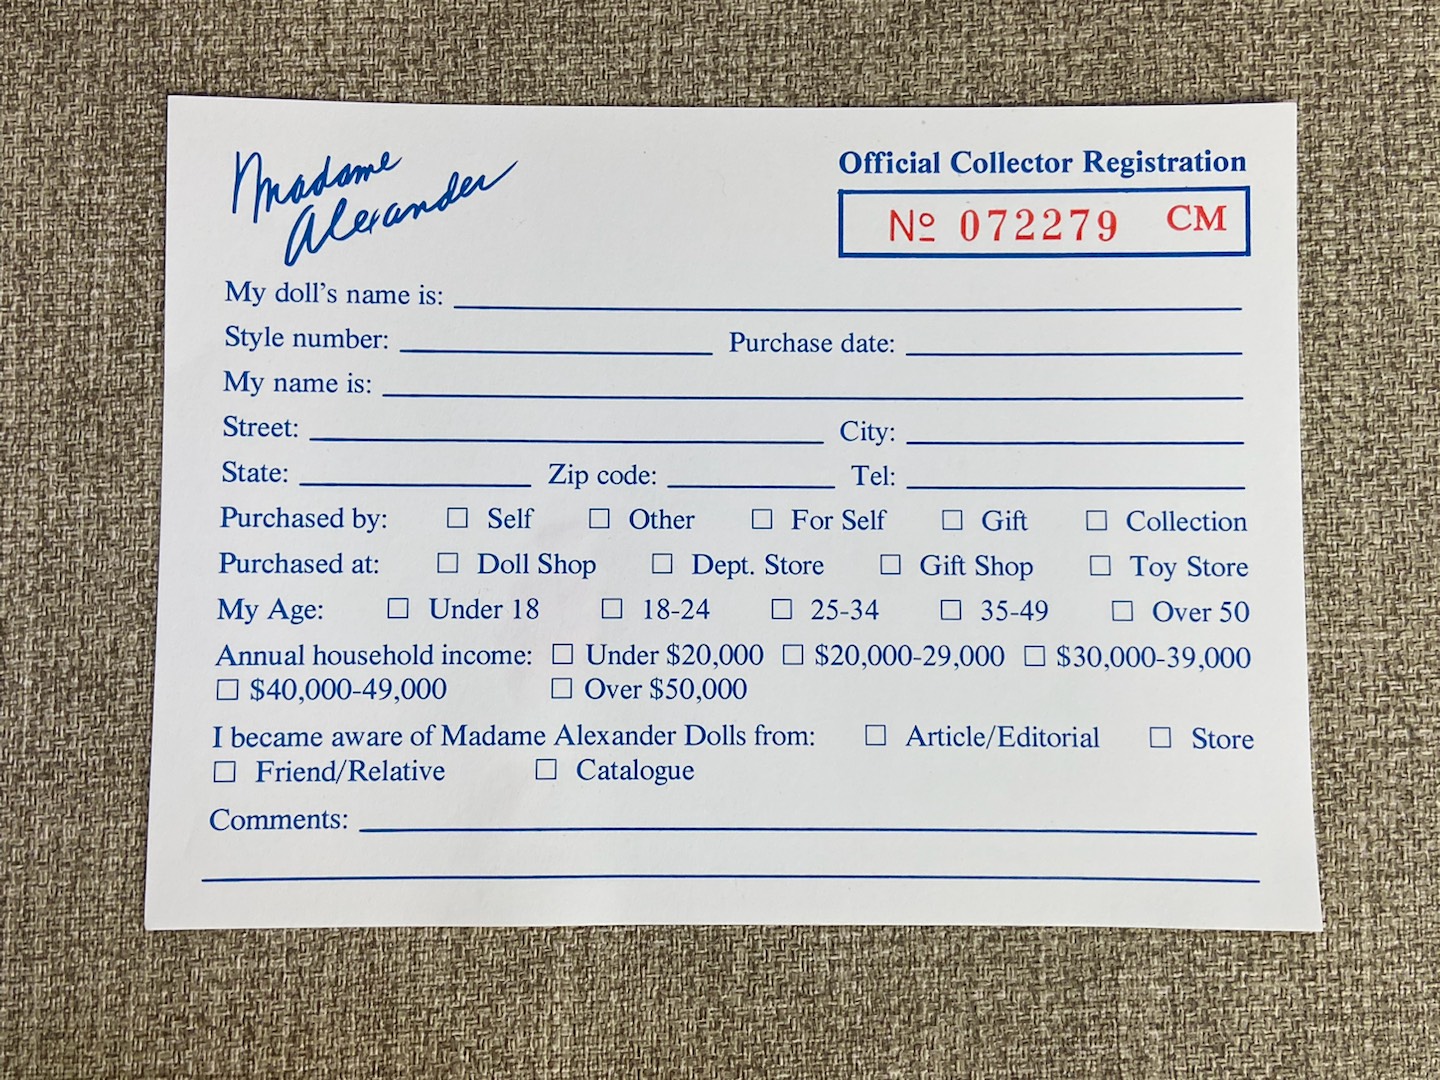 Madame
Alexander
Official Collector Registration
Nº 072279 CM
My doll's name is:
Style number: Purchase date:
My name is:
Street: City:
State: Zip code: Tel:
Purchased by: ☐ Self ☐ Other ☐ For Self ☐ Gift ☐ Collection
Purchased at: ☐ Doll Shop ☐ Dept. Store ☐ Gift Shop ☐ Toy Store
My Age: ☐ Under 18 ☐ 18-24 ☐ 25-34 ☐ 35-49 ☐ Over 50
Annual household income: ☐ Under $20,000 ☐ $20,000-29,000 ☐ $30,000-39,000
☐ $40,000-49,000 ☐ Over $50,000
I became aware of Madame Alexander Dolls from: ☐ Article/Editorial ☐ Store
☐ Friend/Relative ☐ Catalogue
Comments: